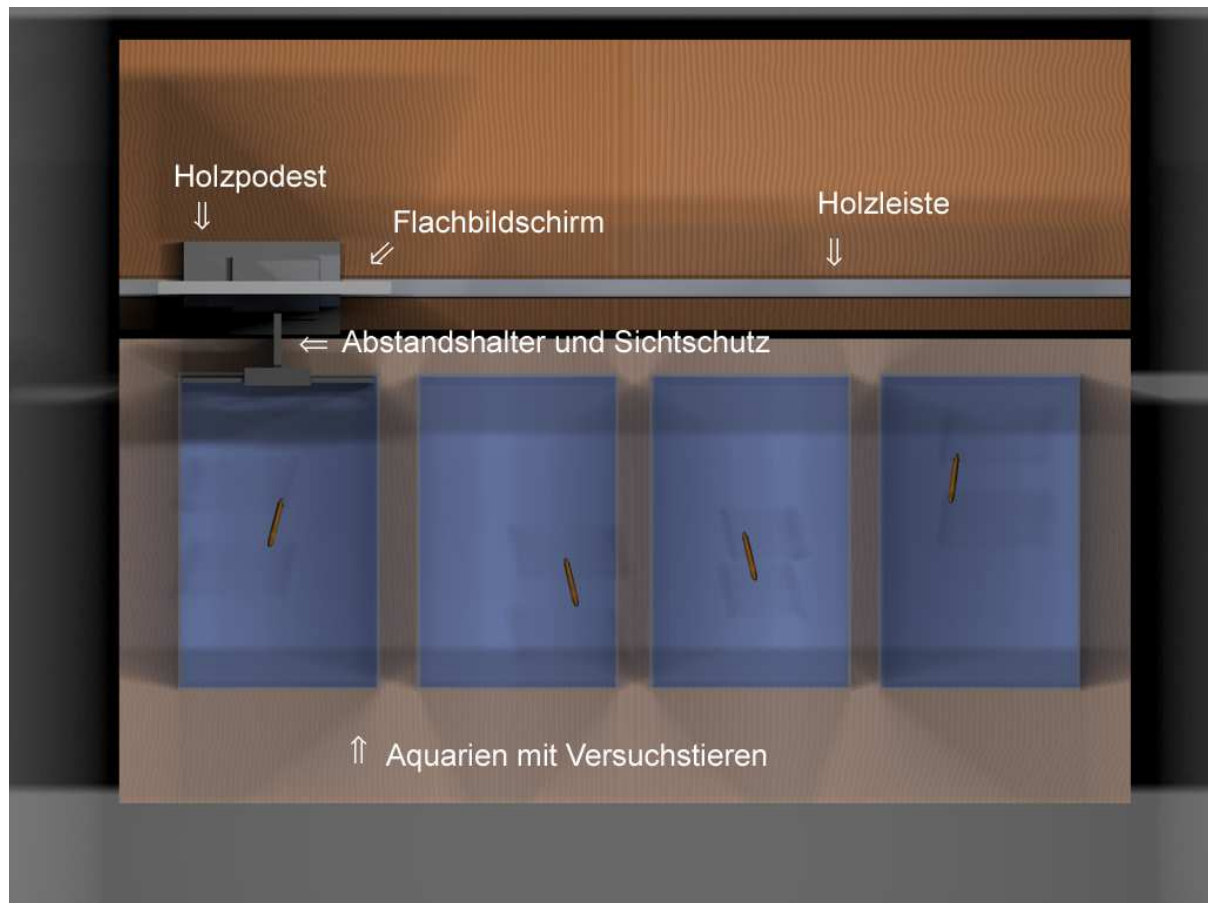 Holzpodest
⇓
Flachbildschirm
⇙
Holzleiste
⇓
⇐ Abstandshalter und Sichtschutz
⇑ Aquarien mit Versuchstieren